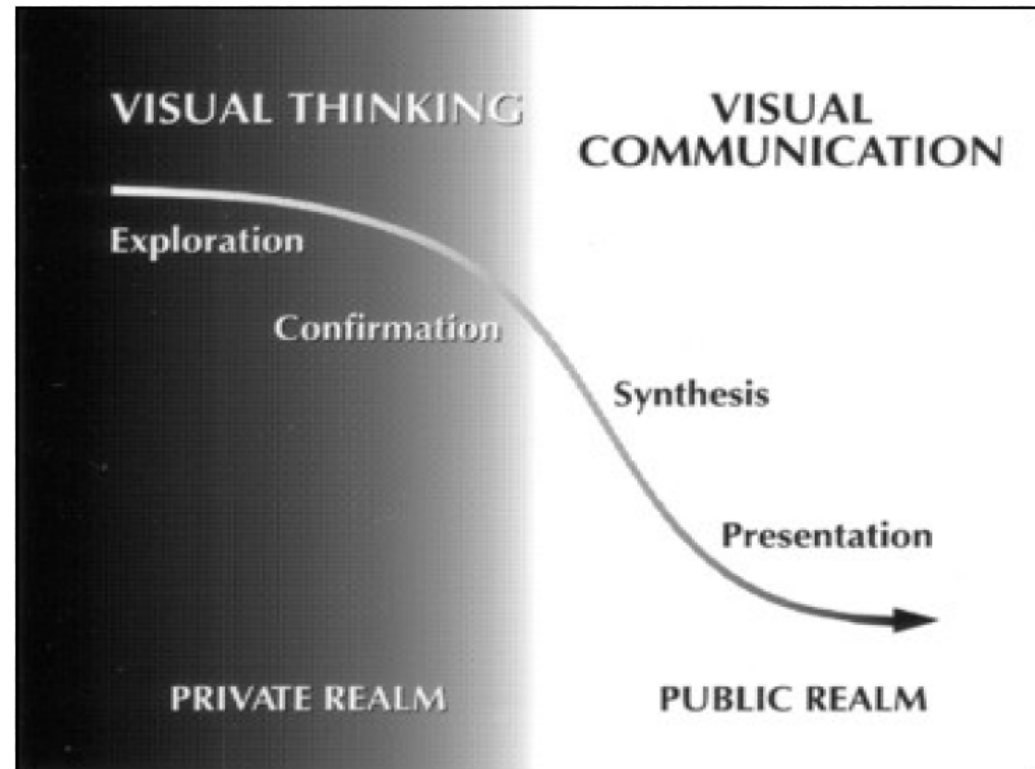 VISUAL THINKING
VISUAL
COMMUNICATION
Exploration
Confirmation
Synthesis
Presentation
PRIVATE REALM
PUBLIC REALM